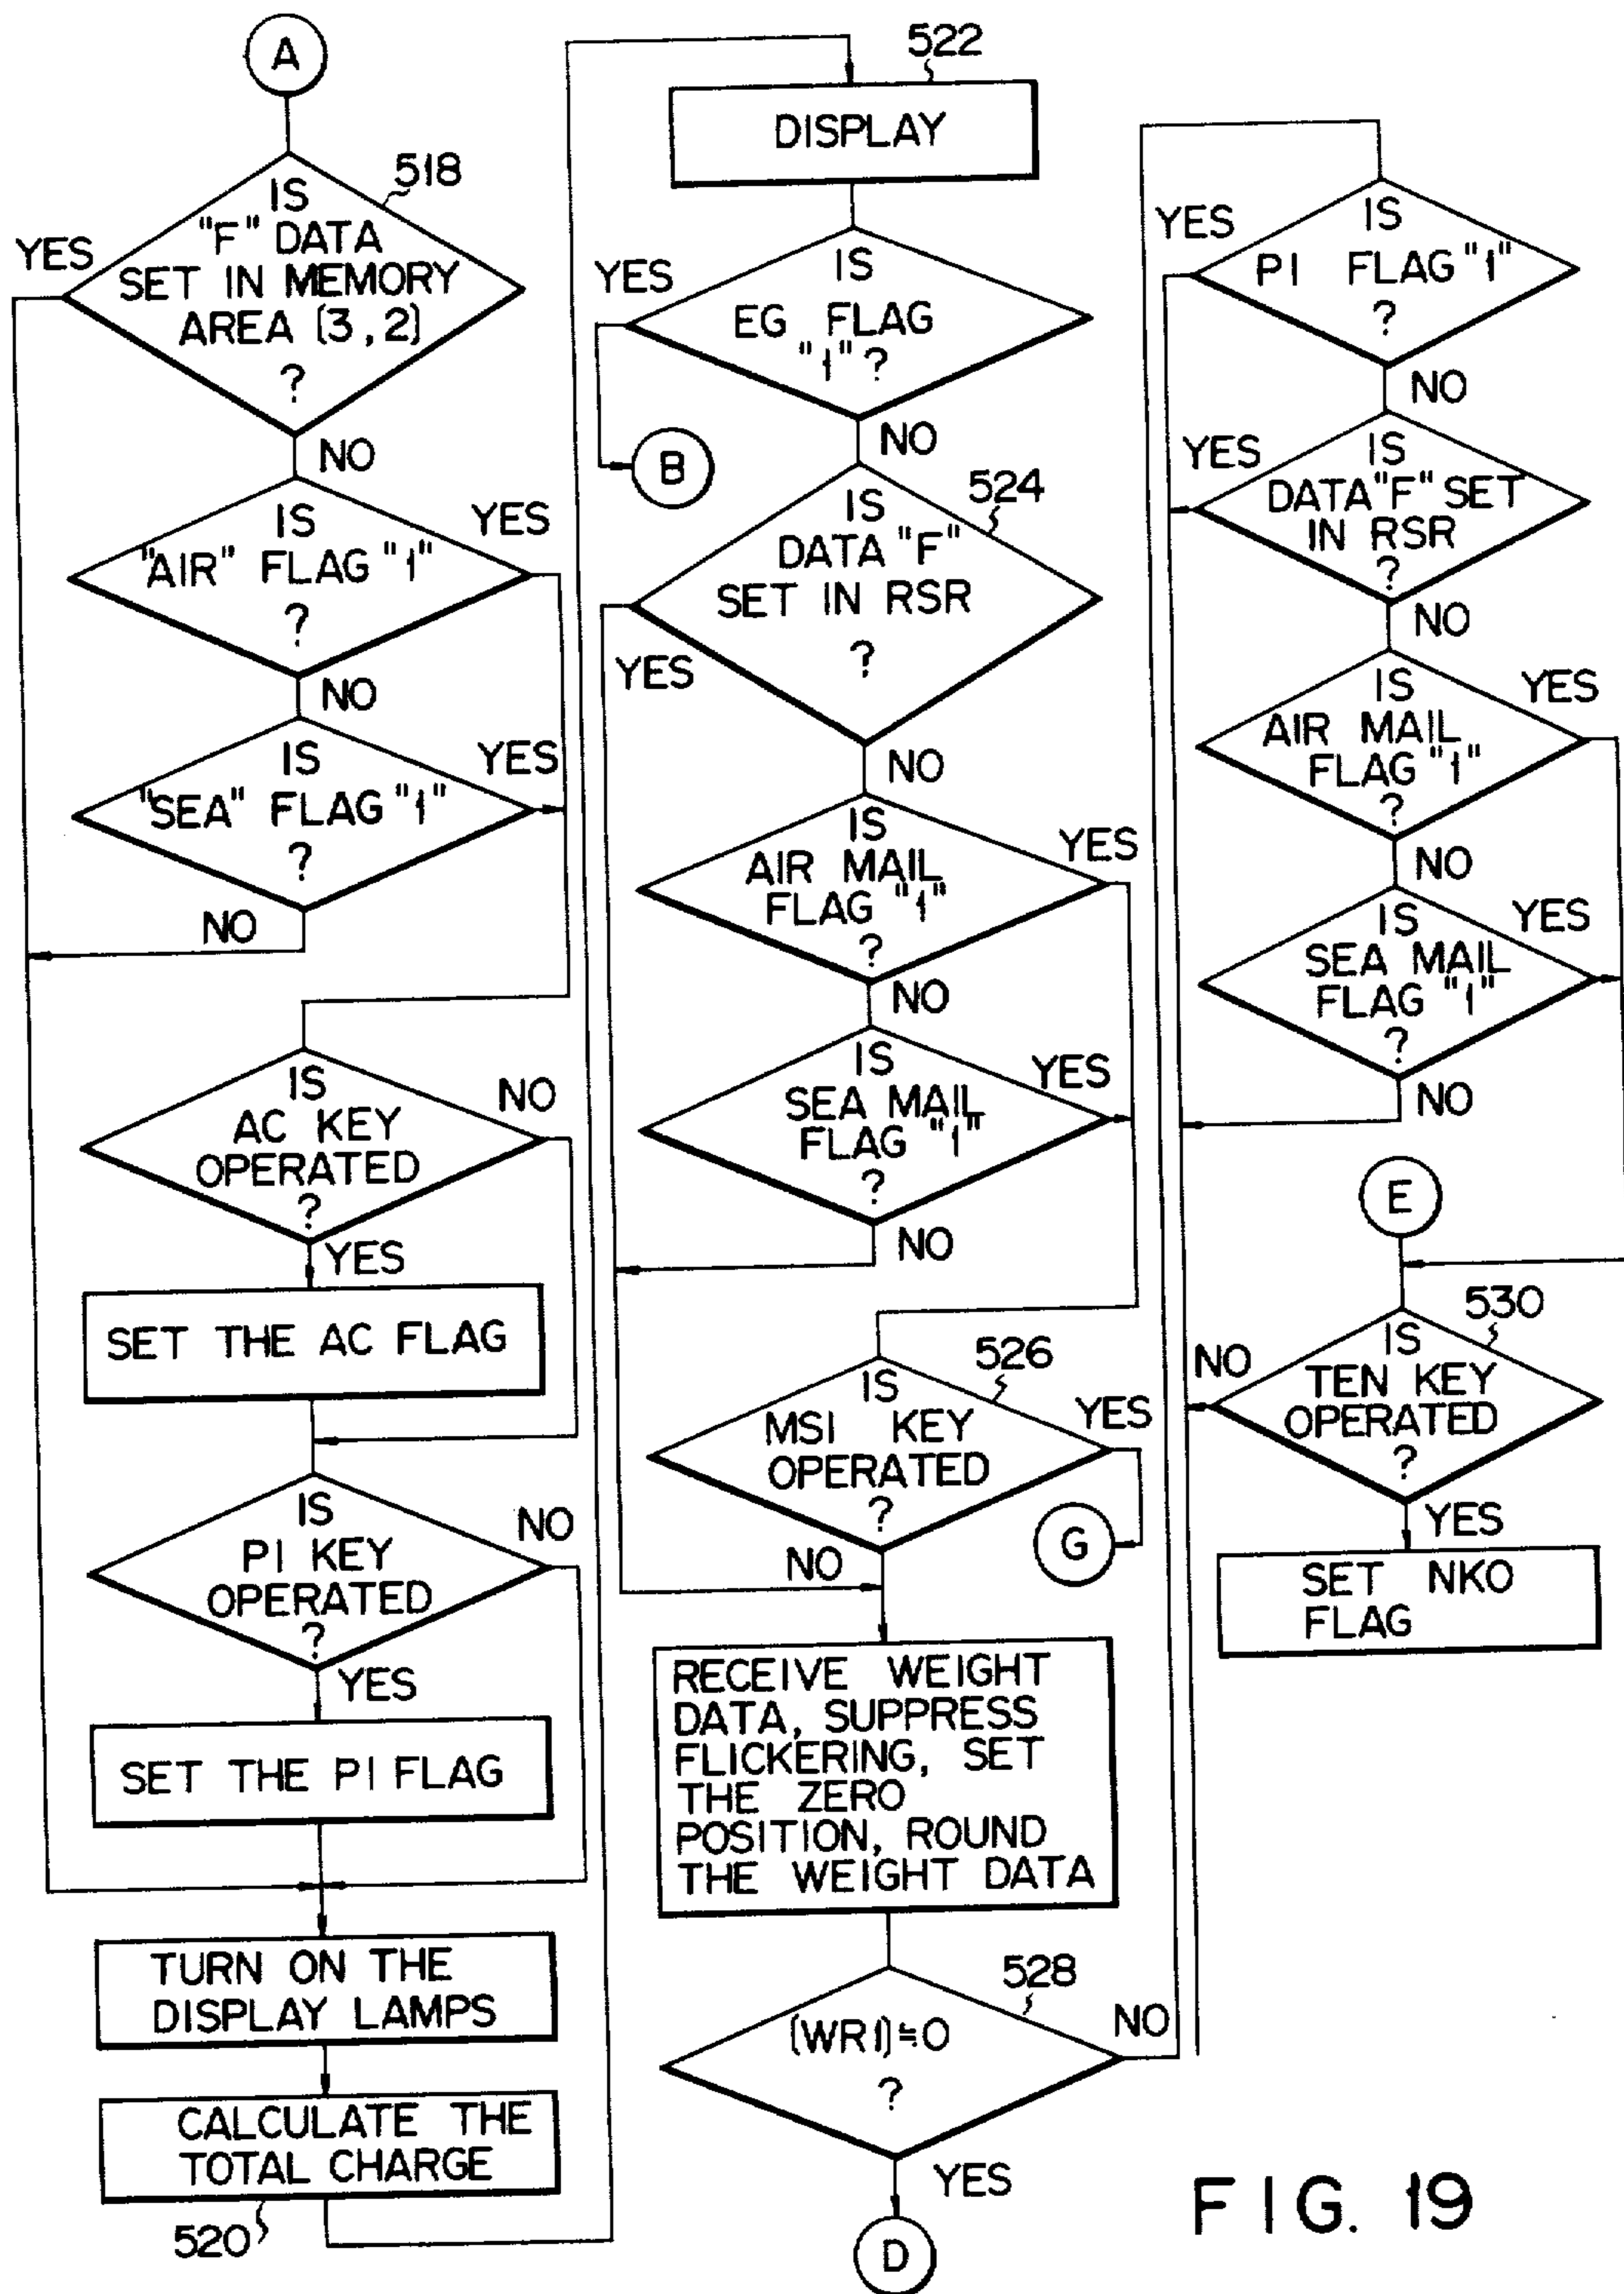 A
518
IS
"F" DATA
SET IN MEMORY
AREA (3,2)
?
YES
NO
IS
"AIR" FLAG "1"
?
YES
NO
IS
"SEA" FLAG "1"
?
YES
NO
IS
AC KEY
OPERATED
?
NO
YES
SET THE AC FLAG
IS
PI KEY
OPERATED
?
NO
YES
SET THE PI FLAG
TURN ON THE
DISPLAY LAMPS
CALCULATE THE
TOTAL CHARGE
520
522
DISPLAY
IS
EG FLAG
"1"?
YES
B
NO
524
IS
DATA "F"
SET IN RSR
?
YES
NO
IS
AIR MAIL
FLAG "1"
?
YES
NO
IS
SEA MAIL
FLAG "1"
?
YES
NO
526
IS
MSI KEY
OPERATED
?
YES
G
NO
RECEIVE WEIGHT
DATA, SUPPRESS
FLICKERING, SET
THE ZERO
POSITION, ROUND
THE WEIGHT DATA
528
(WR1)≒0
?
NO
YES
D
IS
PI FLAG "1"
?
YES
NO
IS
DATA "F" SET
IN RSR
?
YES
NO
IS
AIR MAIL
FLAG "1"
?
YES
NO
IS
SEA MAIL
FLAG "1"
?
YES
NO
E
530
IS
TEN KEY
OPERATED
?
NO
YES
SET NKO
FLAG
FIG. 19